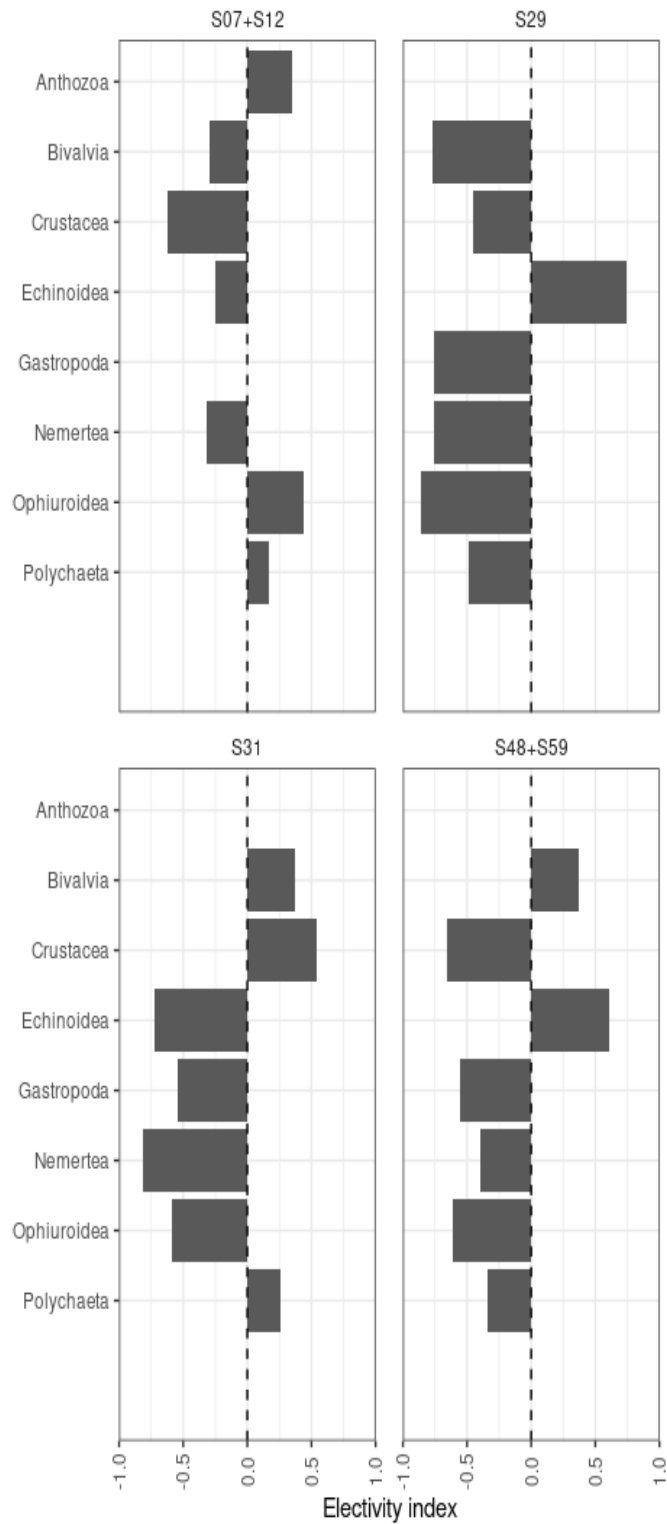 S07+S12 S29
Anthozoa
Bivalvia
Crustacea
Echinoidea
Gastropoda
Nemertea
Ophiuroidea
Polychaeta
S31 S48+S59
Anthozoa
Bivalvia
Crustacea
Echinoidea
Gastropoda
Nemertea
Ophiuroidea
Polychaeta
-1.0 -0.5 0.0 0.5 1.0 -1.0 -0.5 0.0 0.5 1.0
Electivity index